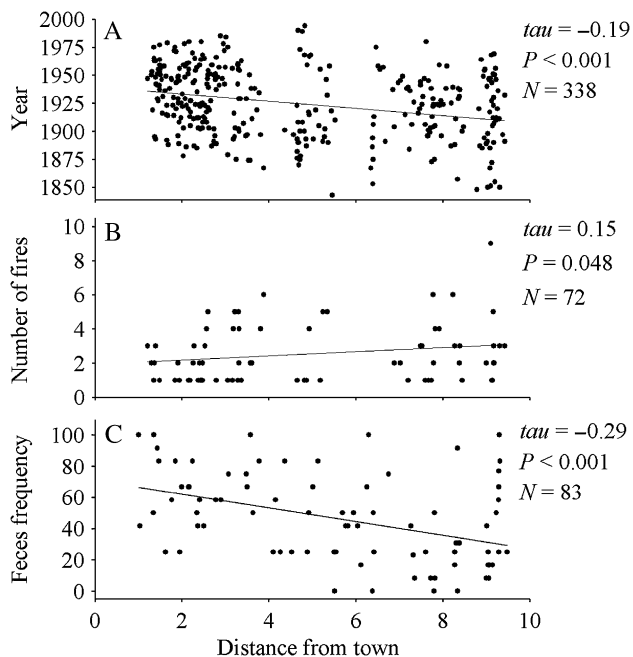 2000
1975
1950
1925
1900
1875
1850
Year
A
tau = −0.19
P < 0.001
N = 338
10
8
6
4
2
0
Number of fires
B
tau = 0.15
P = 0.048
N = 72
100
80
60
40
20
0
Feces frequency
C
tau = −0.29
P < 0.001
N = 83
0 2 4 6 8 10
Distance from town